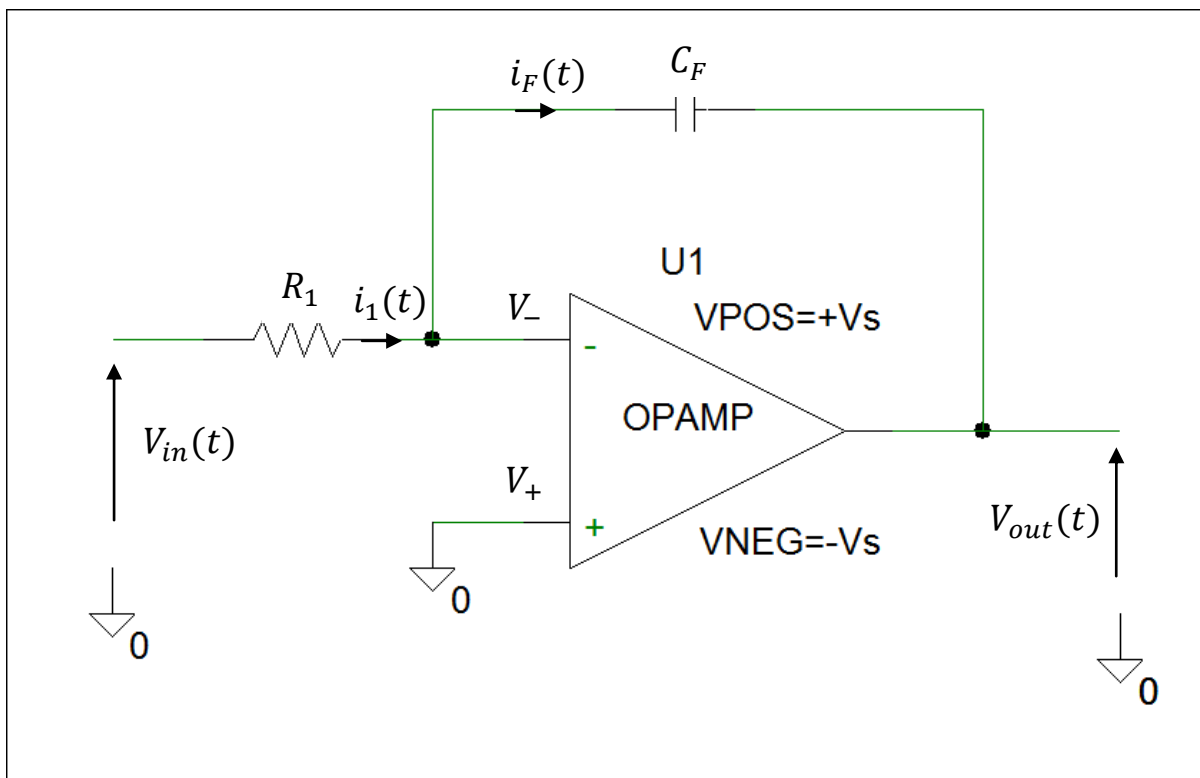 C_F
i_F(t)
U1
R_1
i_1(t)
V_-
VPOS=+Vs
-
OPAMP
V_in(t)
V_+
+
VNEG=-Vs
V_out(t)
0
0
0